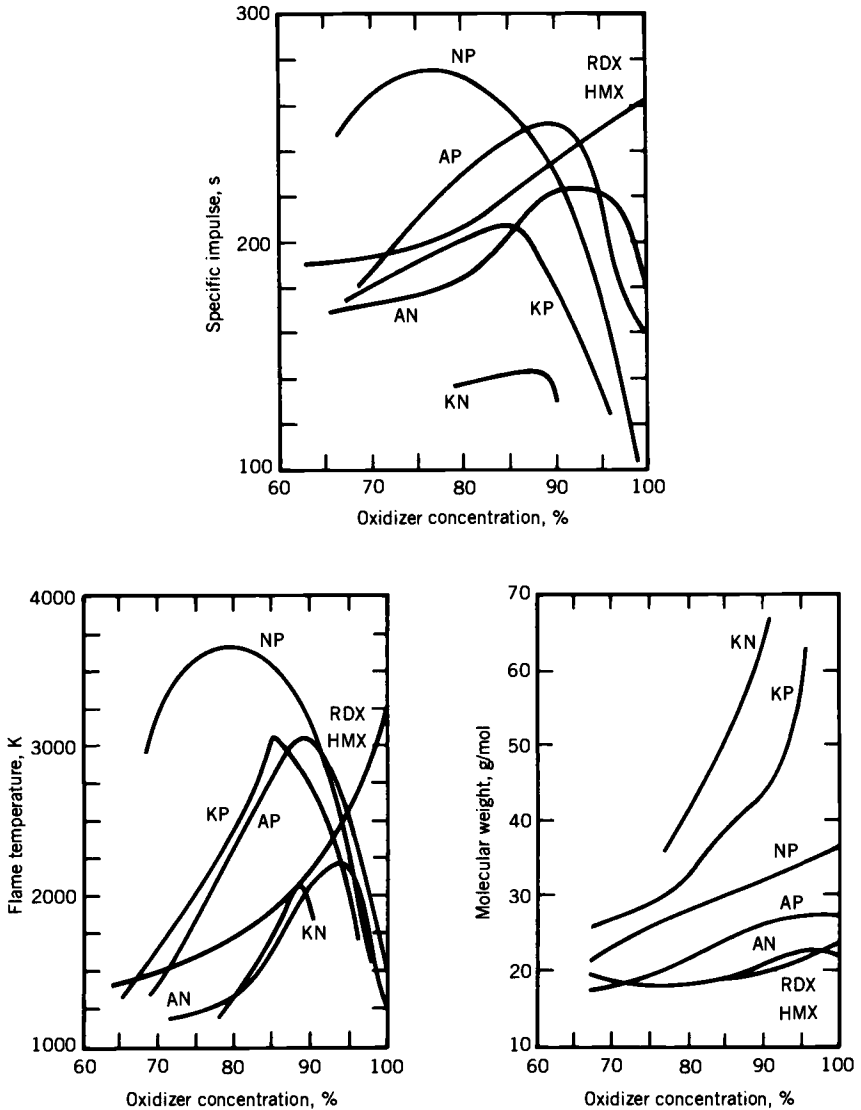 300
NP
RDX
HMX
AP
200
Specific impulse, s
AN
KP
KN
100
60 70 80 90 100
Oxidizer concentration, %
4000
NP
RDX
HMX
3000
KP AP
Flame temperature, K
2000
KN
AN
1000
60 70 80 90 100
Oxidizer concentration, %
70
KN
60
KP
50
Molecular weight, g/mol
40
NP
30
AP
AN
20
RDX
HMX
10
60 70 80 90 100
Oxidizer concentration, %